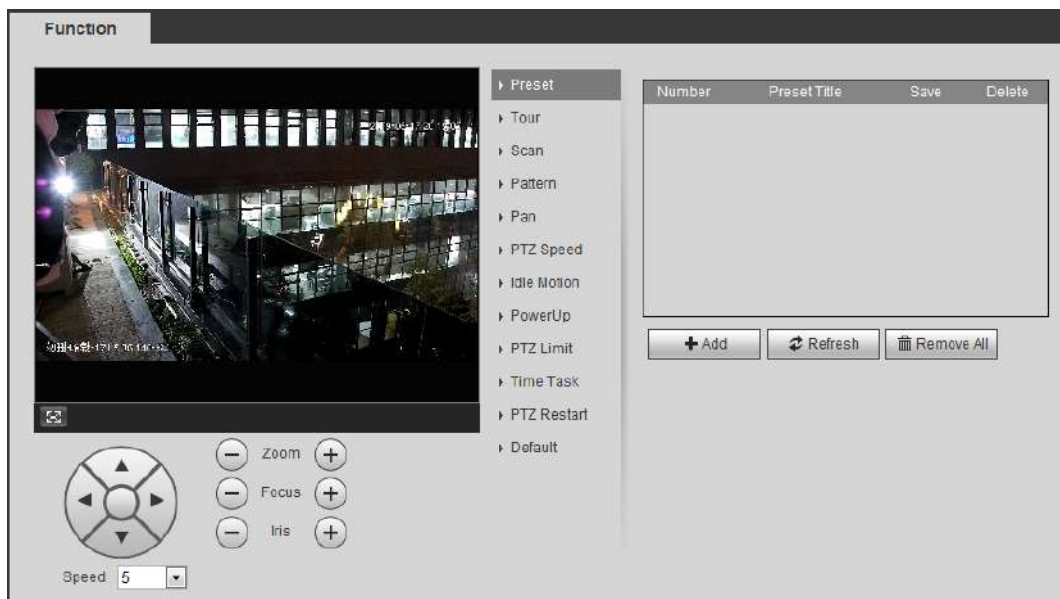 Function
Preset
Tour
Scan
Pattern
Pan
PTZ Speed
Idle Motion
PowerUp
PTZ Limit
Time Task
PTZ Restart
Default
Number Preset Title Save Delete
Add Refresh Remove All
Zoom
Focus
Iris
Speed 5